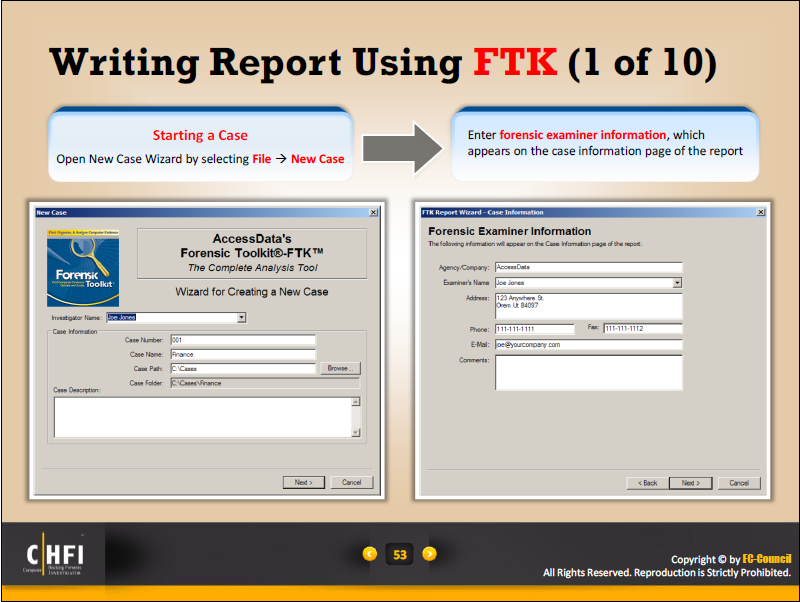 Writing Report Using FTK (1 of 10)
Starting a Case
Open New Case Wizard by selecting File → New Case
Enter forensic examiner information, which
appears on the case information page of the report
New Case
Forensic
Toolkit
AccessData's
Forensic Toolkit®-FTK™
The Complete Analysis Tool
Wizard for Creating a New Case
Investigator Name: Joe Jones
Case Information
Case Number: 001
Case Name: Finance
Case Path: C:\Cases
Browse...
Case Folder: C:\Cases\Finance
Case Description:
Next >
Cancel
FTK Report Wizard - Case Information
Forensic Examiner Information
The following information will appear on the Case Information page of the report:
Agency/Company: AccessData
Examiner's Name: Joe Jones
Address: 123 Anywhere St.
Orem Ut 84097
Phone: 111-111-1111
Fax: 111-111-1112
E-Mail: joe@yourcompany.com
Comments:
< Back
Next >
Cancel
CHFI
Computer
Hacking Forensic
INVESTIGATOR
53
Copyright © by EC-Council
All Rights Reserved. Reproduction is Strictly Prohibited.